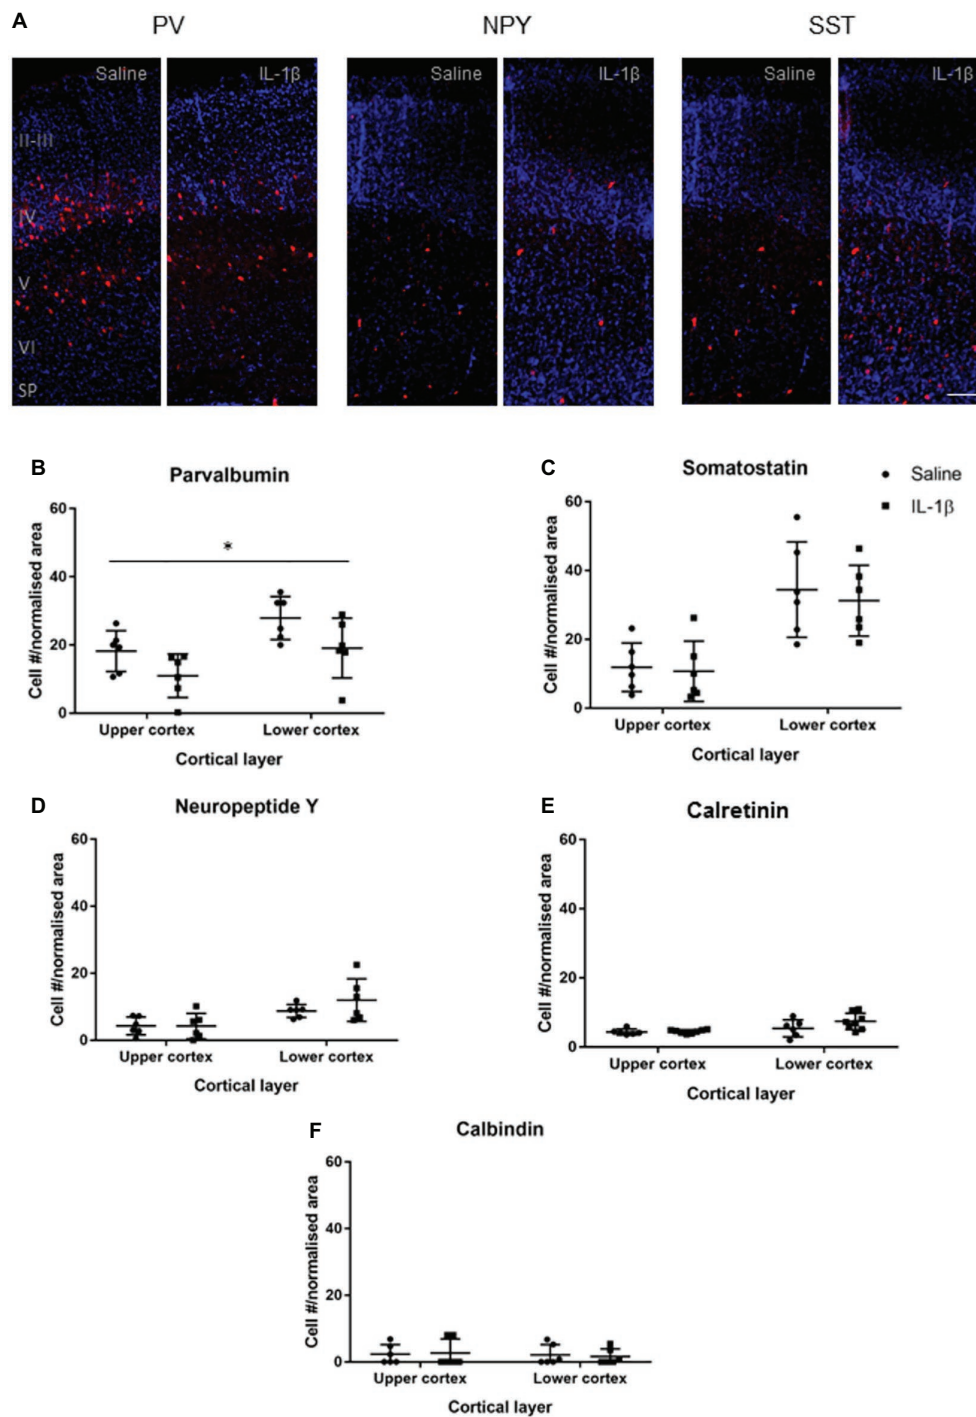 A
PV NPY SST
Saline IL-1β Saline IL-1β Saline IL-1β
II-III
IV
V
VI
SP
B
Parvalbumin
Cell #/normalised area
60
40
20
0
*
Upper cortex Lower cortex
Cortical layer
C
Somatostatin
Saline
IL-1β
Cell #/normalised area
60
40
20
0
Upper cortex Lower cortex
Cortical layer
D
Neuropeptide Y
Cell #/normalised area
60
40
20
0
Upper cortex Lower cortex
Cortical layer
E
Calretinin
Cell #/normalised area
60
40
20
0
Upper cortex Lower cortex
Cortical layer
F
Calbindin
Cell #/normalised area
60
40
20
0
Upper cortex Lower cortex
Cortical layer